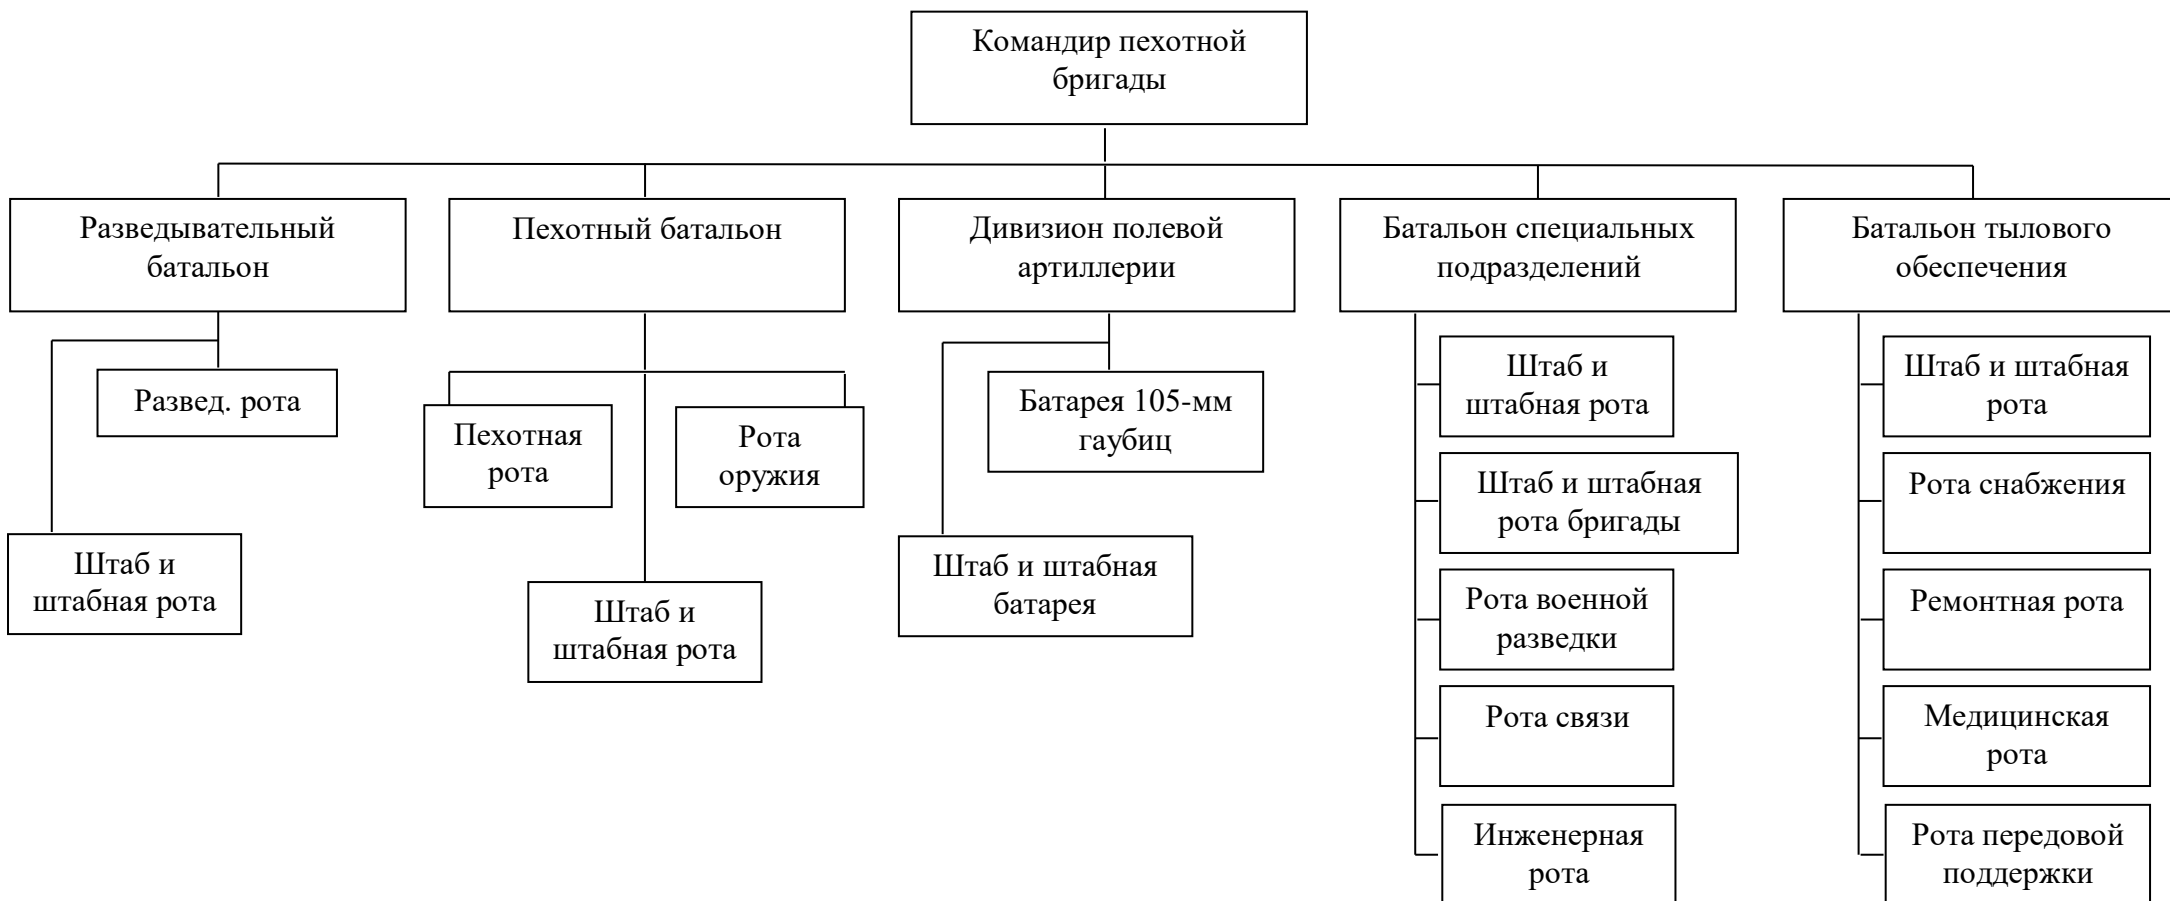 Командир пехотной
бригады
Разведывательный
батальон
Пехотный батальон
Дивизион полевой
артиллерии
Батальон специальных
подразделений
Батальон тылового
обеспечения
Развед. рота
Штаб и
штабная рота
Пехотная
рота
Рота
оружия
Штаб и
штабная рота
Батарея 105-мм
гаубиц
Штаб и штабная
батарея
Штаб и
штабная рота
Штаб и штабная
рота бригады
Рота военной
разведки
Рота связи
Инженерная
рота
Штаб и штабная
рота
Рота снабжения
Ремонтная рота
Медицинская
рота
Рота передовой
поддержки